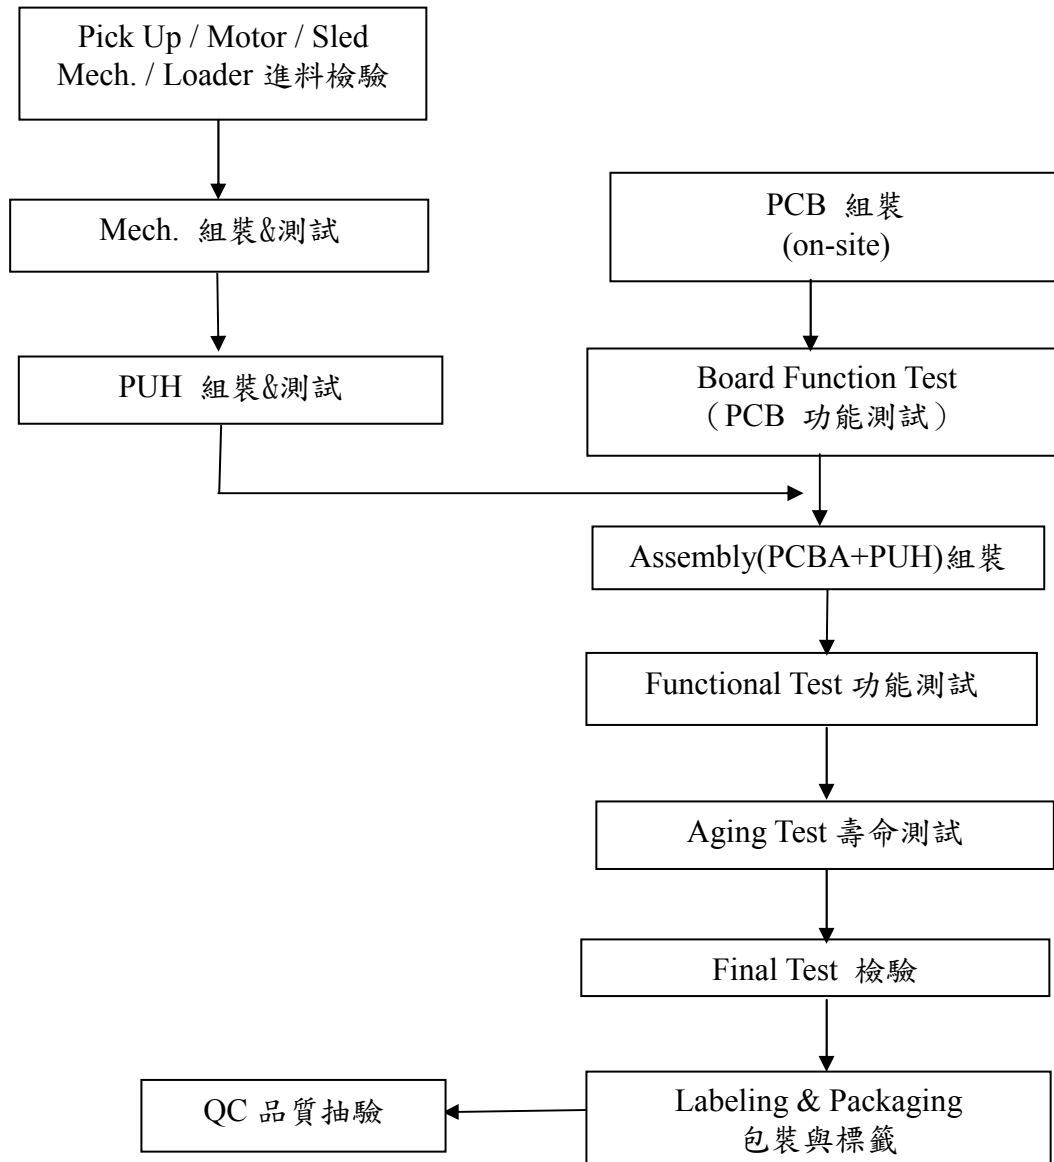 Pick Up / Motor / Sled
Mech. / Loader 進料檢驗
Mech. 組裝&測試
PUH 組裝&測試
PCB 組裝
(on-site)
Board Function Test
（PCB 功能測試）
Assembly(PCBA+PUH)組裝
Functional Test 功能測試
Aging Test 壽命測試
Final Test 檢驗
Labeling & Packaging
包裝與標籤
QC 品質抽驗